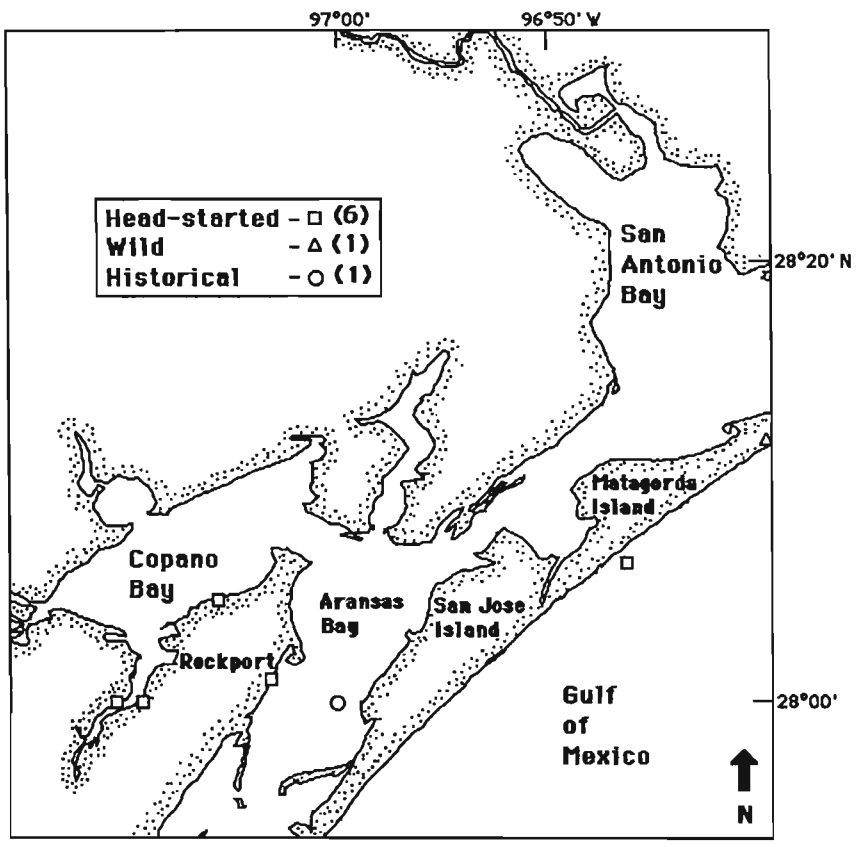 97°00'
96°50' W
Head-started - □ (6)
Wild - △ (1)
Historical - ○ (1)
San
Antonio
Bay
28°20' N
Matagorda
Island
Copano
Bay
Aransas
Bay
San Jose
Island
Rockport
Gulf
of
Mexico
28°00'
N